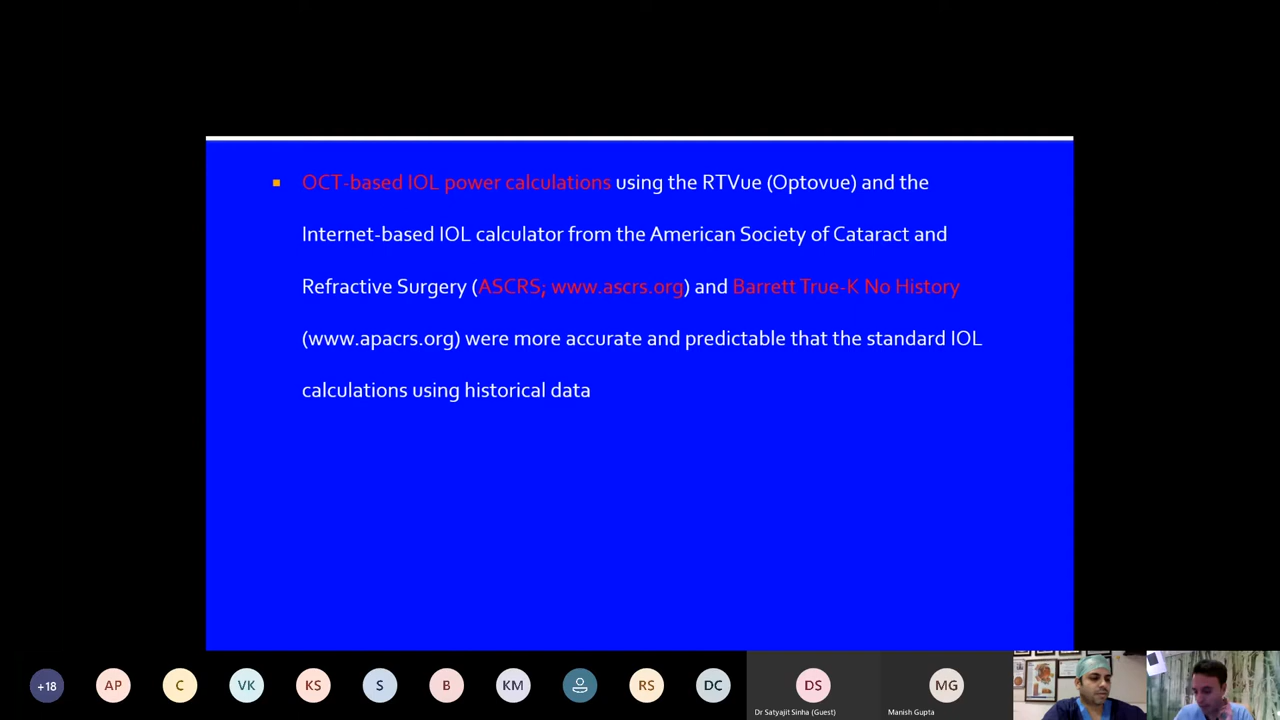 OCT-based IOL power calculations using the RTVue (Optovue) and the
Internet-based IOL calculator from the American Society of Cataract and
Refractive Surgery (ASCRS; www.ascrs.org) and Barrett True-K No History
(www.apacrs.org) were more accurate and predictable that the standard IOL
calculations using historical data
+18 AP C VK KS S B KM RS DC DS MG
Dr Satyajit Sinha (Guest) Manish Gupta